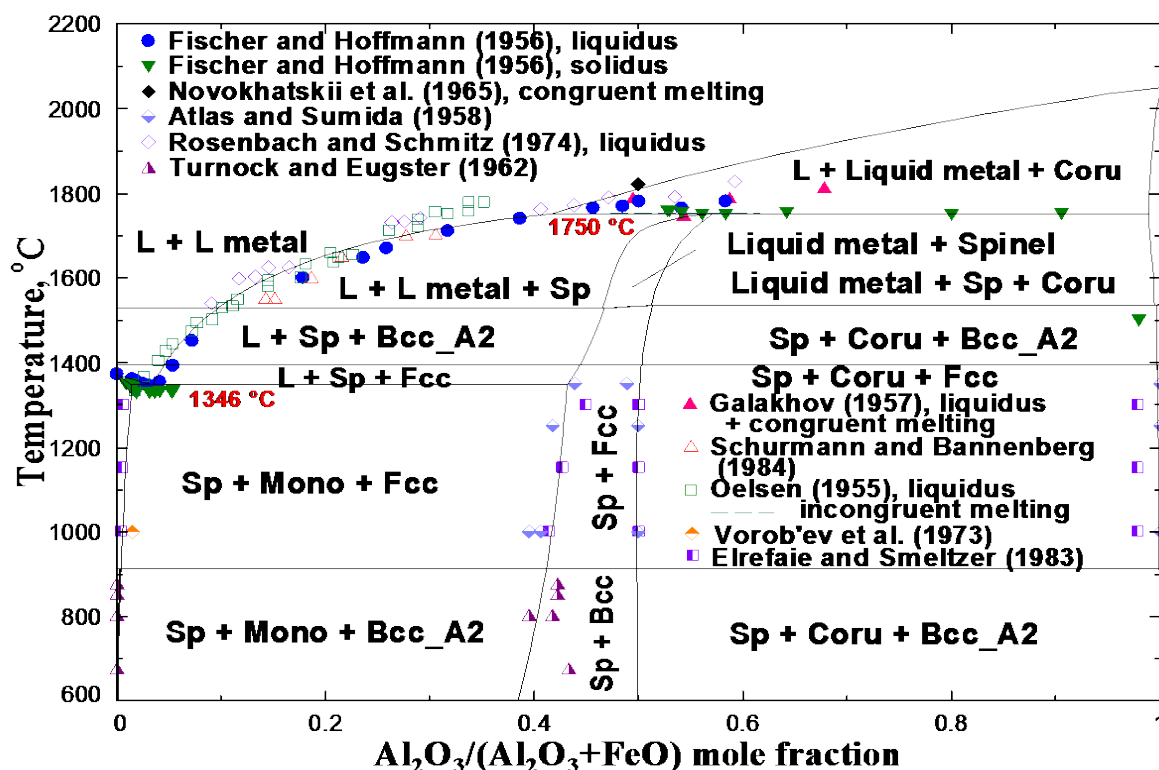 2200
2000
1800
1600
1400
1200
1000
800
600
Temperature,°C
Fischer and Hoffmann (1956), liquidus
Fischer and Hoffmann (1956), solidus
Novokhatskii et al. (1965), congruent melting
Atlas and Sumida (1958)
Rosenbach and Schmitz (1974), liquidus
Turnock and Eugster (1962)
L + Liquid metal + Coru
1750 °C
L + L metal
Liquid metal + Spinel
L + L metal + Sp
Liquid metal + Sp + Coru
L + Sp + Bcc_A2
Sp + Coru + Bcc_A2
L + Sp + Fcc
Sp + Coru + Fcc
1346 °C
Galakhov (1957), liquidus
+ congruent melting
Schurmann and Bannenberg
(1984)
Oelsen (1955), liquidus
incongruent melting
Vorob'ev et al. (1973)
Elrefaie and Smeltzer (1983)
Sp + Mono + Fcc
Sp + Fcc
Sp + Mono + Bcc_A2
Sp + Bcc
Sp + Coru + Bcc_A2
0 0.2 0.4 0.6 0.8 1
Al₂O₃/(Al₂O₃+FeO) mole fraction